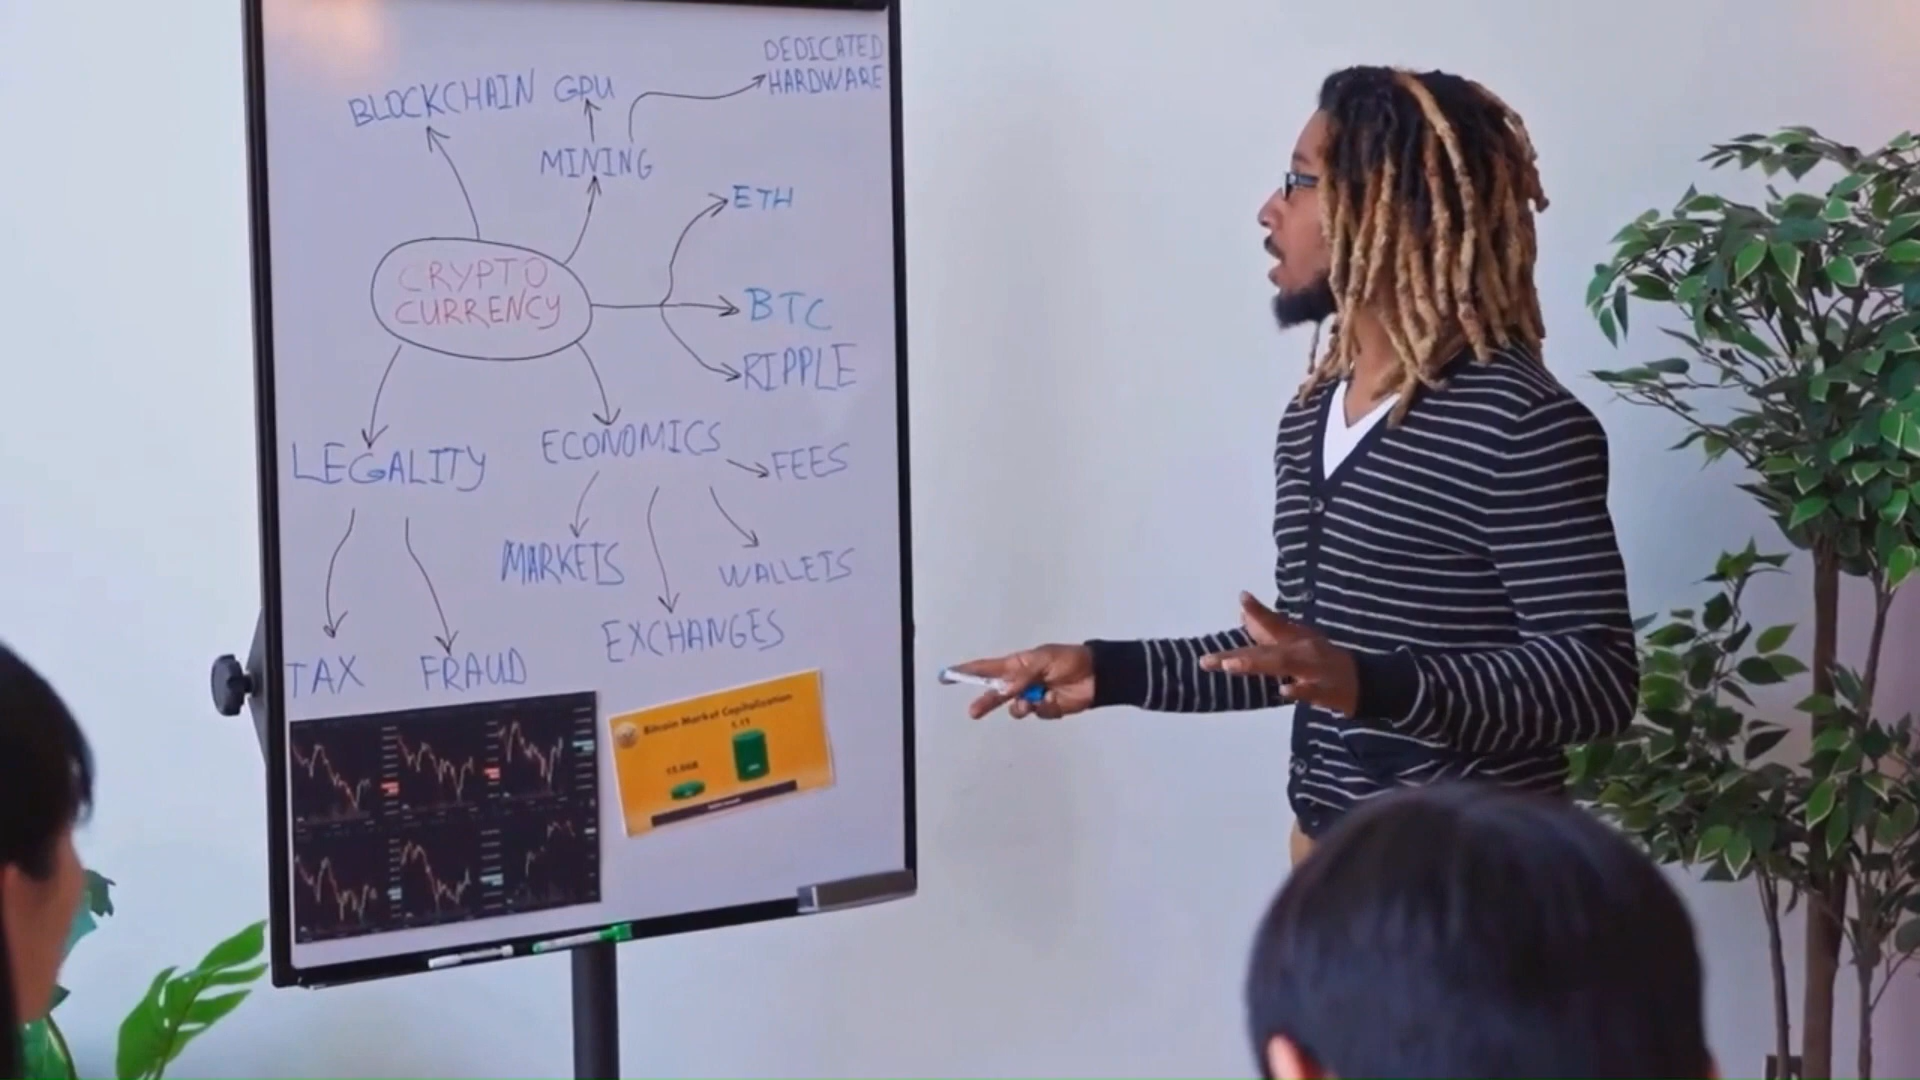 DEDICATED
HARDWARE
BLOCKCHAIN
GPU
MINING
ETH
CRYPTO
CURRENCY
BTC
RIPPLE
LEGALITY
ECONOMICS
FEES
MARKETS
WALLETS
EXCHANGES
TAX
FRAUD
Bitcoin Market Capitalization